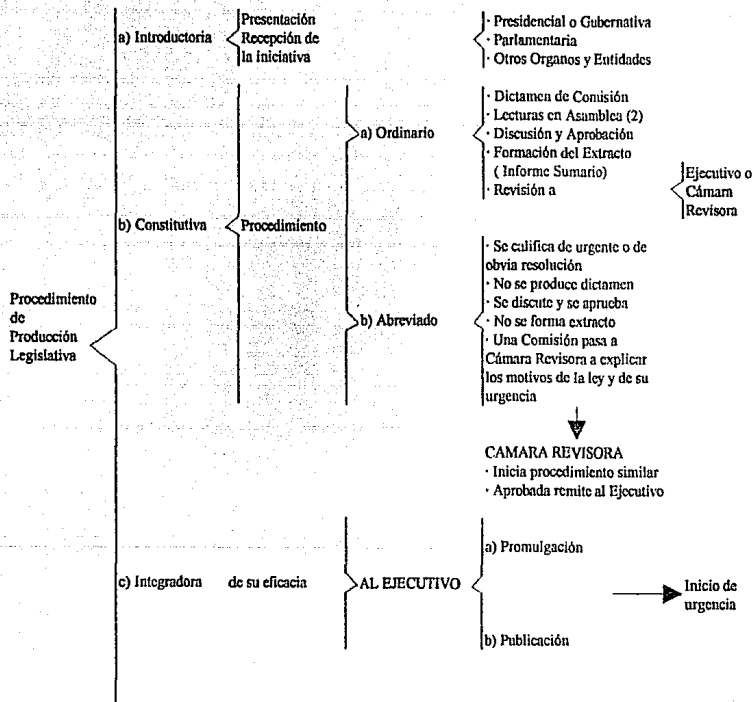 a) Introductoria
Presentación
Recepción de
la Iniciativa
· Presidencial o Gubernativa
· Parlamentaria
· Otros Organos y Entidades
Procedimiento
de
Producción
Legislativa
b) Constitutiva
Procedimiento
a) Ordinario
· Dictamen de Comisión
· Lecturas en Asamblea (2)
· Discusión y Aprobación
· Formación del Extracto
( Informe Sumario)
· Revisión a
Ejecutivo o
Cámara
Revisora
b) Abreviado
· Se califica de urgente o de
obvia resolución
· No se produce dictamen
· Se discute y se aprueba
· No se forma extracto
· Una Comisión pasa a
Cámara Revisora a explicar
los motivos de la ley y de su
urgencia
CAMARA REVISORA
· Inicia procedimiento similar
· Aprobada remite al Ejecutivo
c) Integradora
de su eficacia
AL EJECUTIVO
a) Promulgación
b) Publicación
Inicio de
urgencia